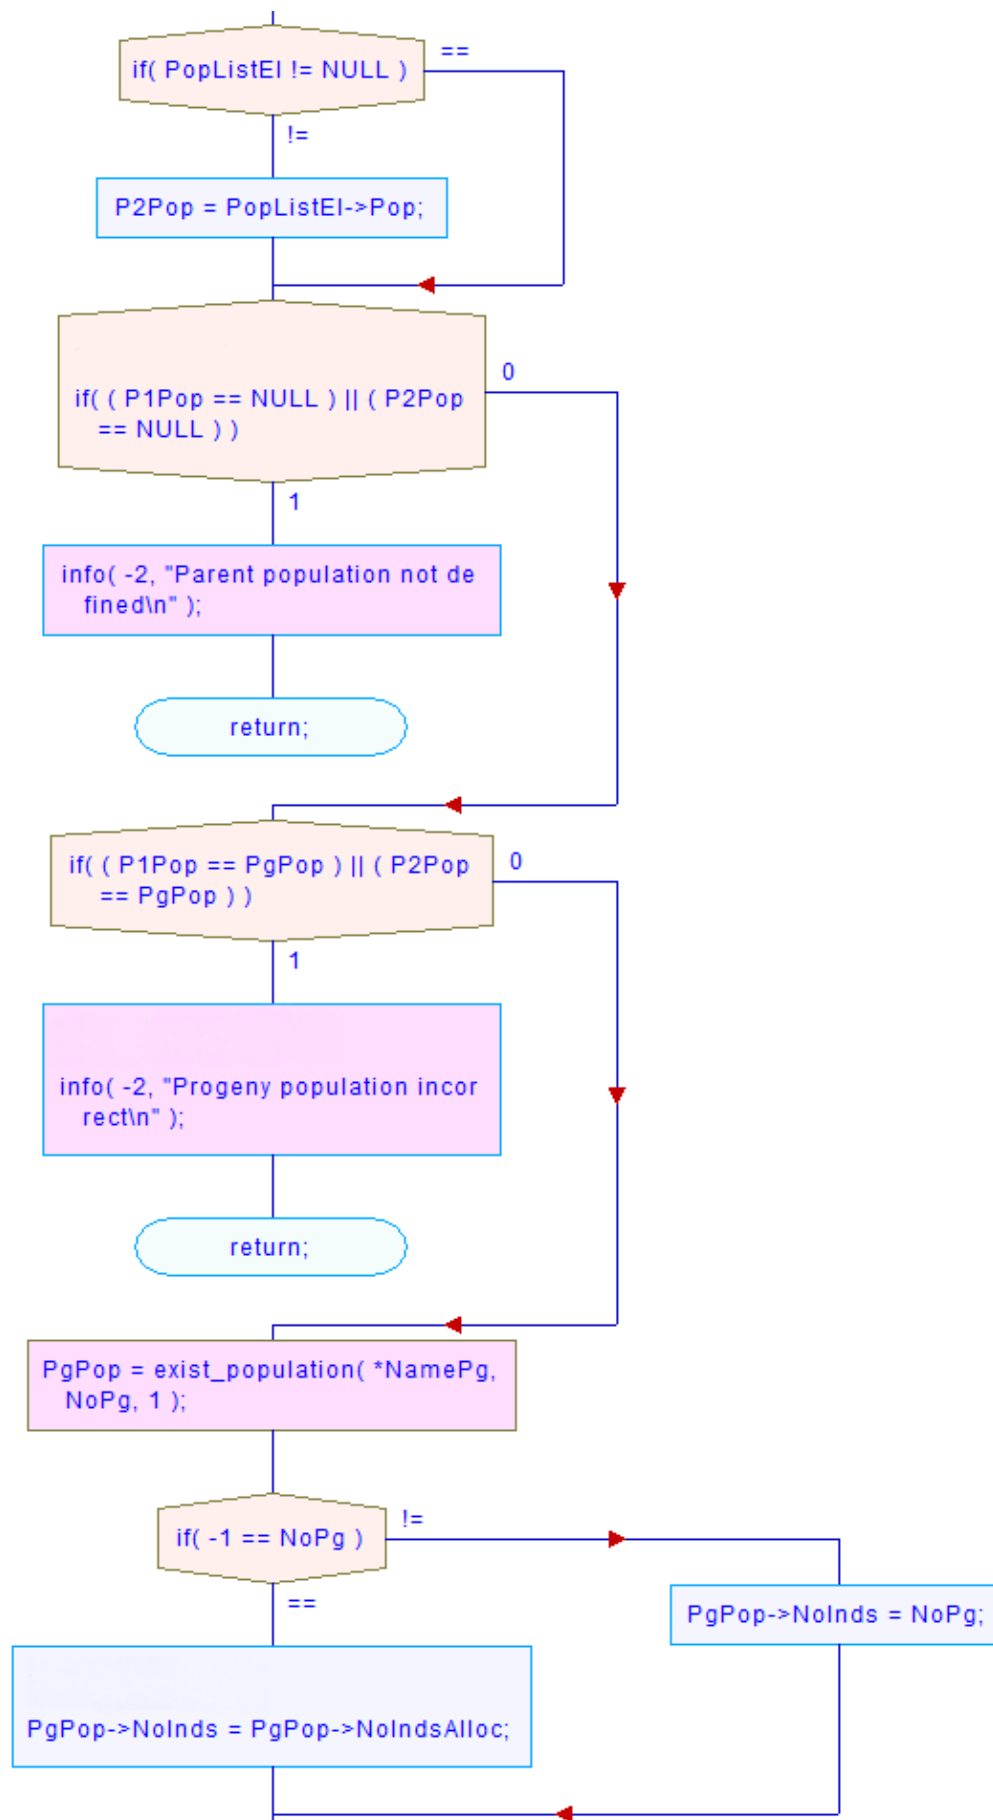 if( PopListEl != NULL )
==
!=
P2Pop = PopListEl->Pop;
0
if( ( P1Pop == NULL ) || ( P2Pop
== NULL ) )
1
info( -2, "Parent population not de
fined\n" );
return;
if( ( P1Pop == PgPop ) || ( P2Pop
== PgPop ) )
0
1
info( -2, "Progeny population incor
rect\n" );
return;
PgPop = exist_population( *NamePg,
NoPg, 1 );
!=
if( -1 == NoPg )
==
PgPop->NoInds = NoPg;
PgPop->NoInds = PgPop->NoIndsAlloc;